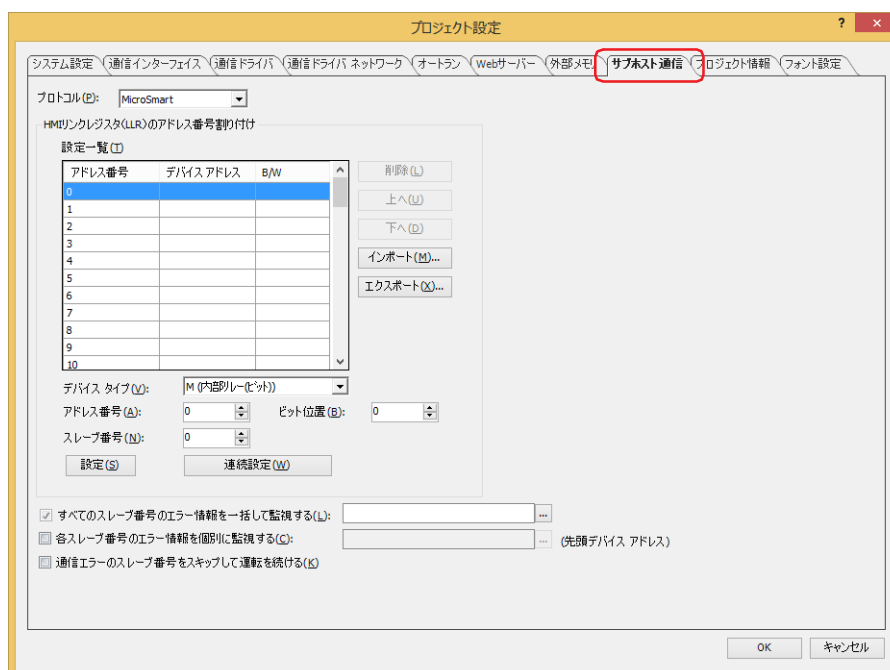 プロジェクト設定
? ×
システム設定 通信インターフェイス 通信ドライバ 通信ドライバ ネットワーク オートラン Webサーバー 外部メモリ サブホスト通信 プロジェクト情報 フォント設定
プロトコル(P): MicroSmart
HMIリンクレジスタ(LLR)のアドレス番号割り付け
設定一覧(T)
アドレス番号 デバイス アドレス B/W
0
1
2
3
4
5
6
7
8
9
10
削除(L)
上へ(U)
下へ(D)
インポート(M)...
エクスポート(X)...
デバイス タイプ(V): M (内部リレー(ビット))
アドレス番号(A): 0 ビット位置(B): 0
スレーブ番号(N): 0
設定(S) 連続設定(W)
すべてのスレーブ番号のエラー情報を一括して監視する(L): ...
各スレーブ番号のエラー情報を個別に監視する(C): ... (先頭デバイス アドレス)
通信エラーのスレーブ番号をスキップして運転を続ける(K)
OK キャンセル